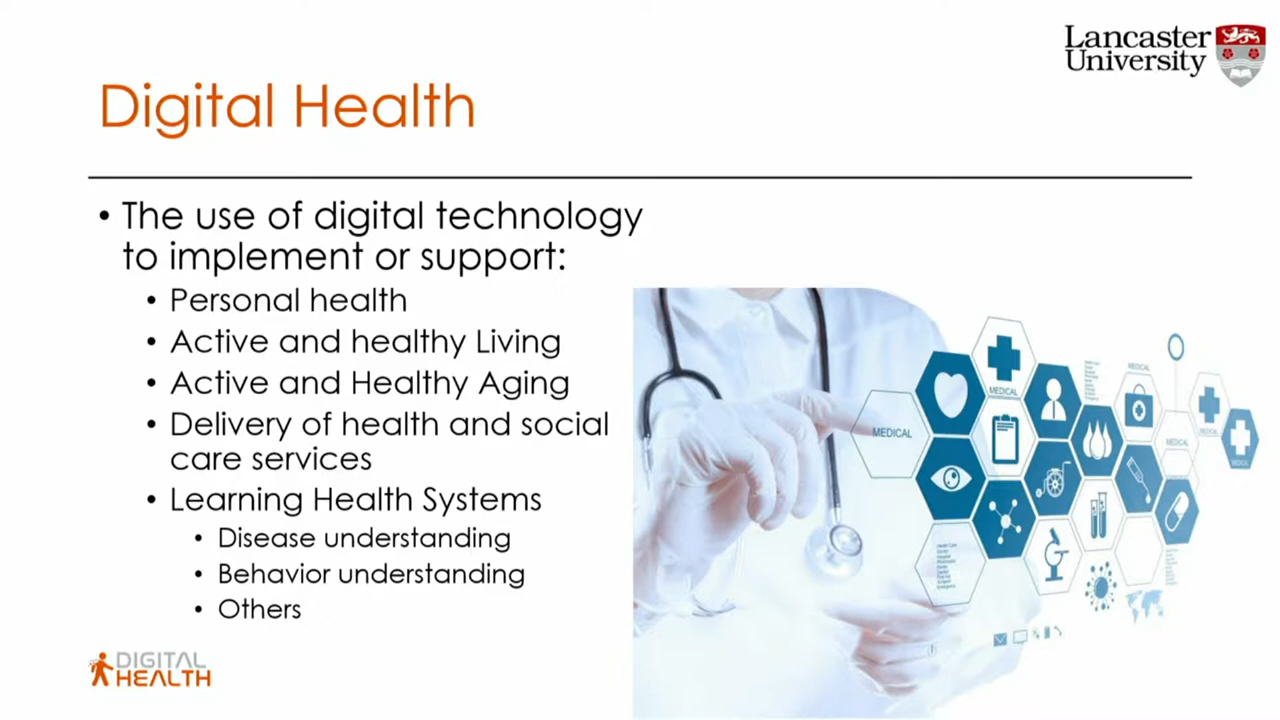 Lancaster
University
Digital Health
• The use of digital technology
to implement or support:
• Personal health
• Active and healthy Living
• Active and Healthy Aging
• Delivery of health and social
care services
• Learning Health Systems
• Disease understanding
• Behavior understanding
• Others
MEDICAL
MEDICAL
MEDICAL
MEDICAL
MEDICAL
MEDICAL
DIGITAL
HEALTH